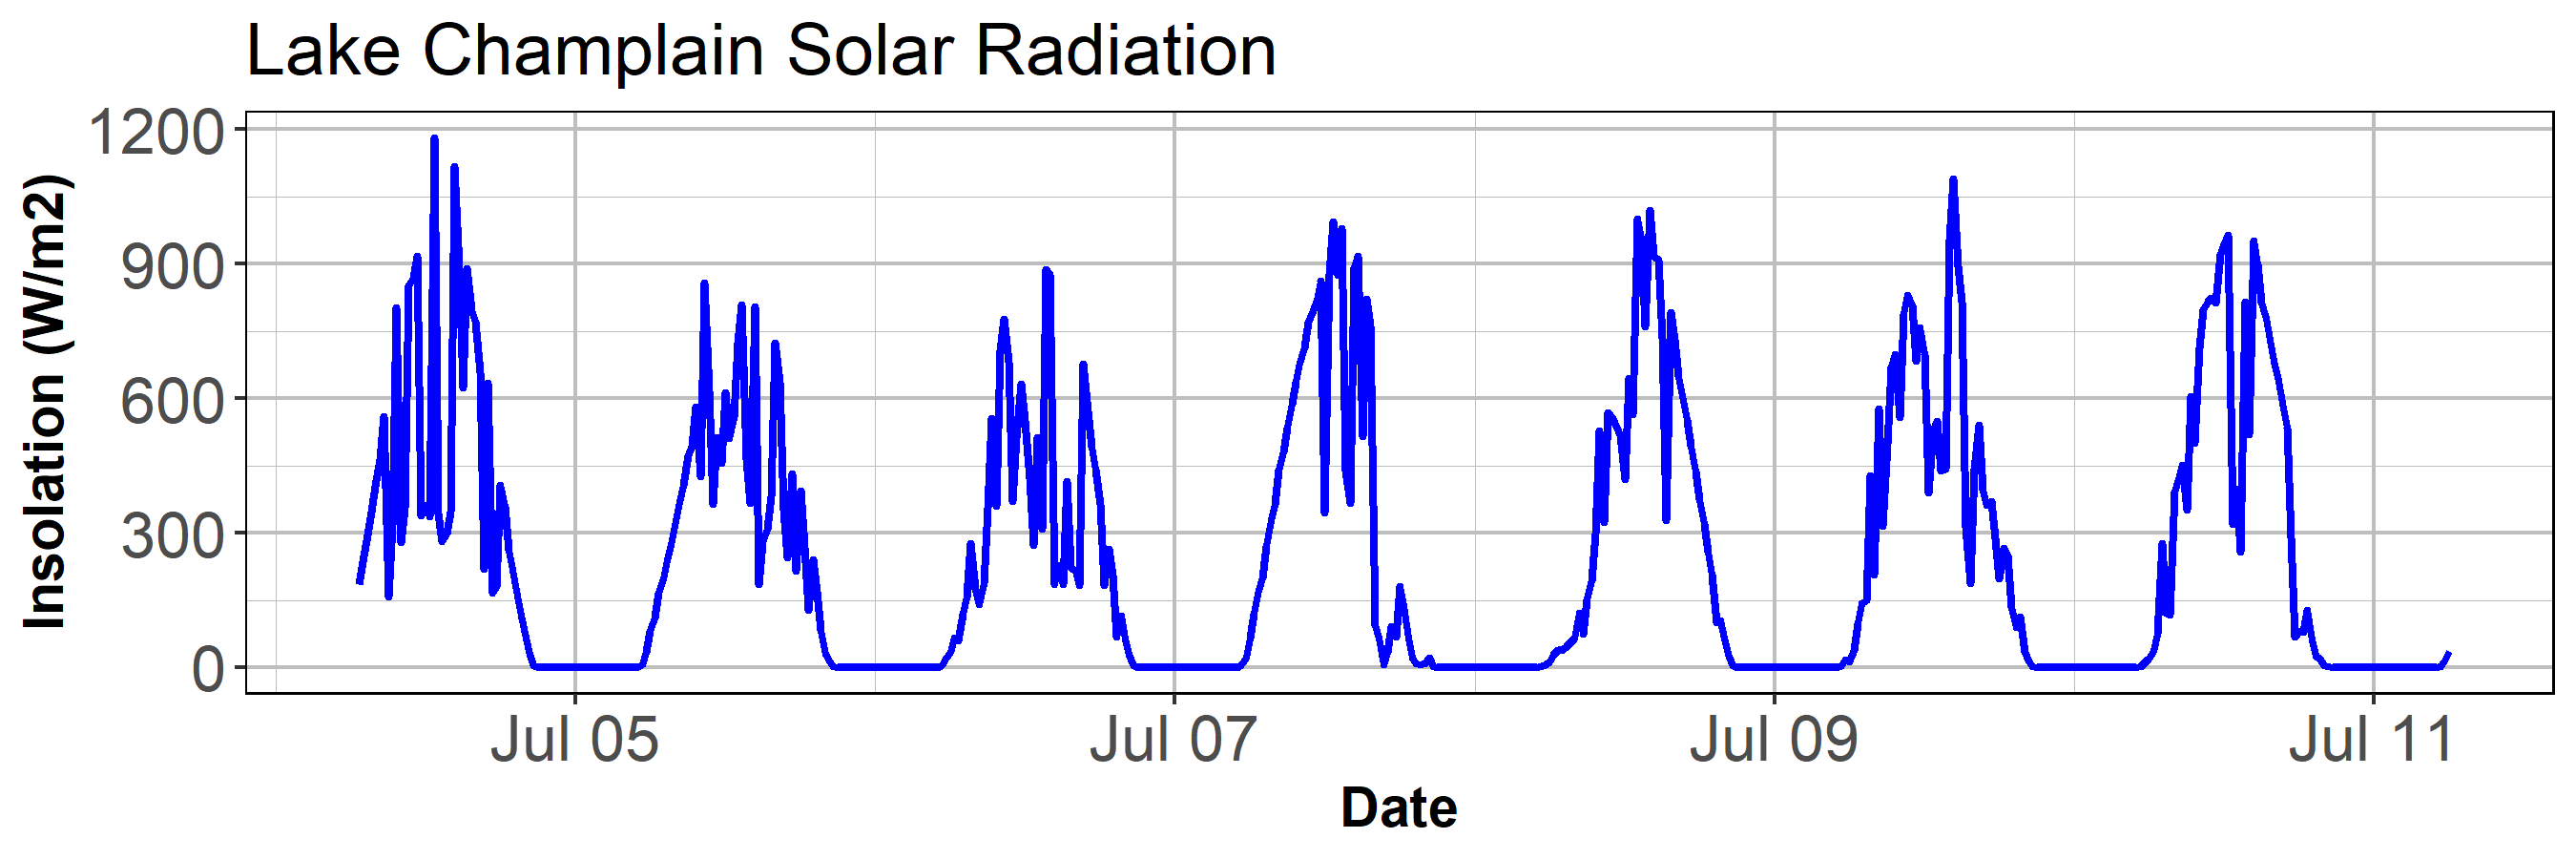 Lake Champlain Solar Radiation
1200
900
600
300
0
Insolation (W/m2)
Jul 05 Jul 07 Jul 09 Jul 11
Date